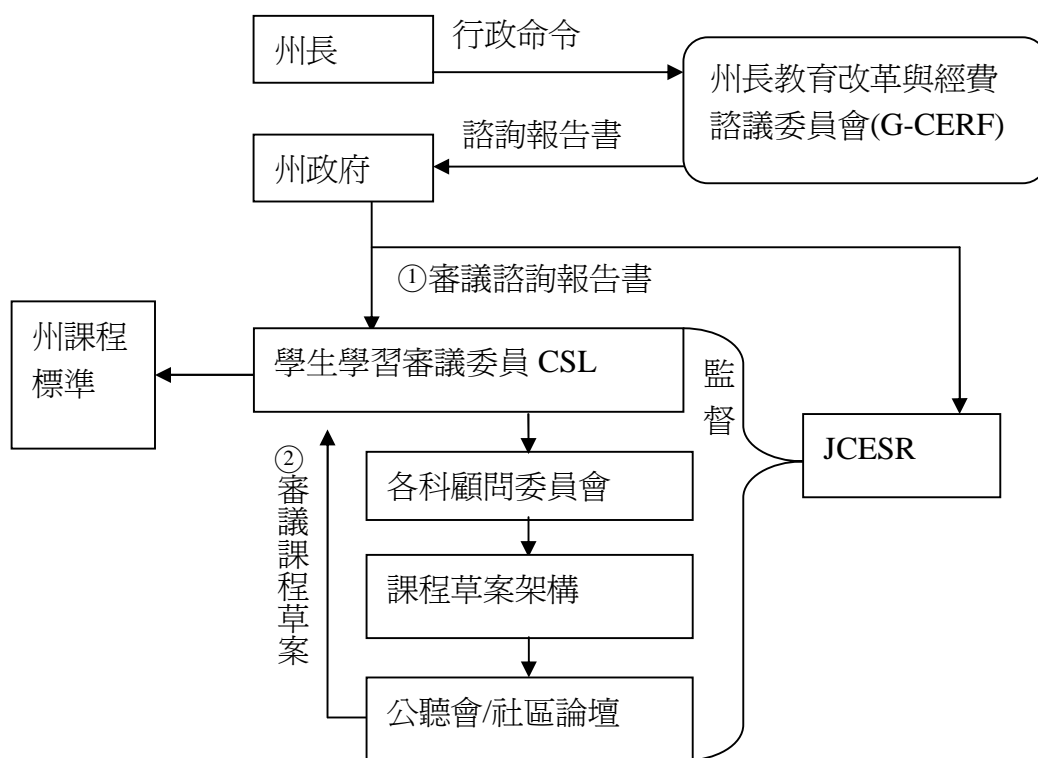 州長
行政命令
州長教育改革與經費
諮議委員會(G-CERF)
諮詢報告書
州政府
①審議諮詢報告書
州課程
標準
學生學習審議委員 CSL
監督
JCESR
②審議課程草案
各科顧問委員會
課程草案架構
公聽會/社區論壇